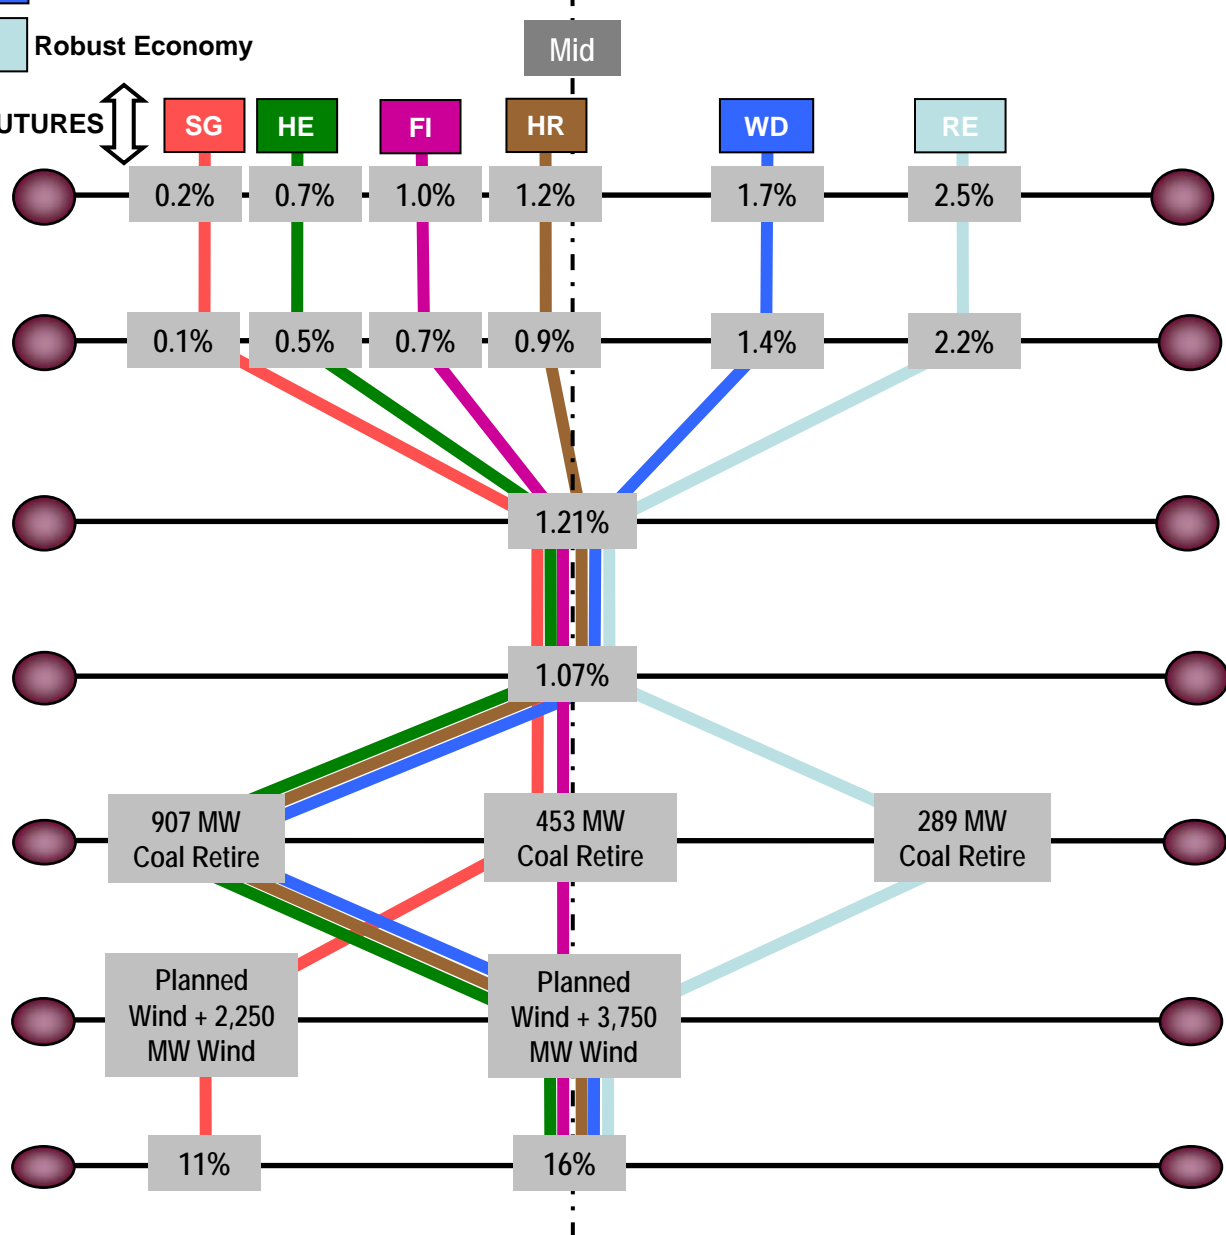 Robust Economy
Mid
UTURES
SG HE FI HR WD RE
0.2% 0.7% 1.0% 1.2% 1.7% 2.5%
0.1% 0.5% 0.7% 0.9% 1.4% 2.2%
1.21%
1.07%
907 MW
Coal Retire
453 MW
Coal Retire
289 MW
Coal Retire
Planned
Wind + 2,250
MW Wind
Planned
Wind + 3,750
MW Wind
11% 16%